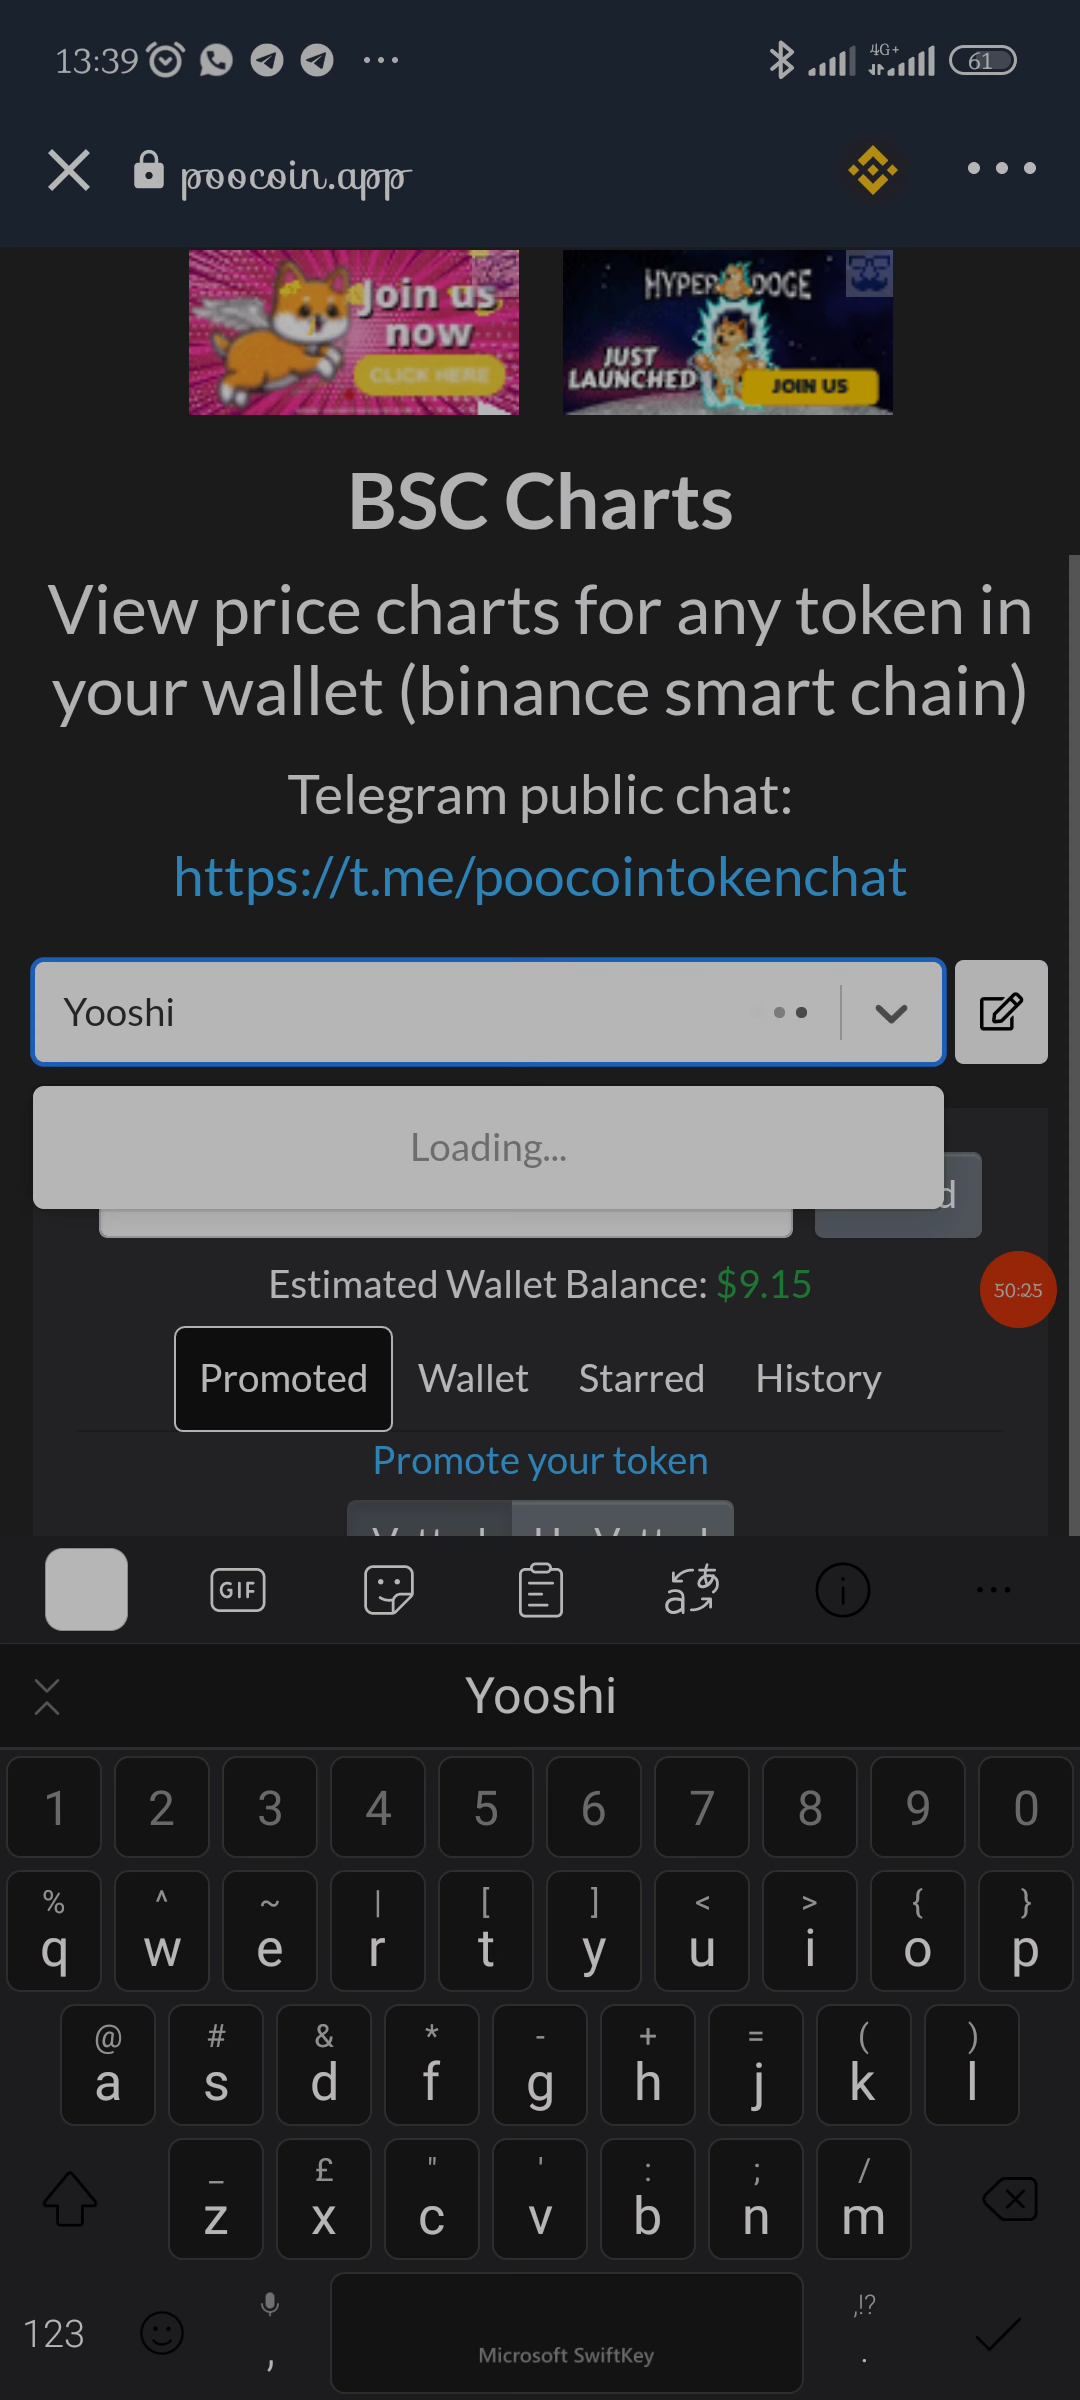 13:39
4G+
61
poocoin.app
Join us
now
CLICK HERE
HYPER DOGE
JUST
LAUNCHED
JOIN US
BSC Charts
View price charts for any token in
your wallet (binance smart chain)
Telegram public chat:
https://t.me/poocointokenchat
Yooshi
Loading...
d
Estimated Wallet Balance: $9.15
50:25
Promoted Wallet Starred History
Promote your token
GIF
Yooshi
1 2 3 4 5 6 7 8 9 0
% ^ ~ | [ ] < > { }
q w e r t y u i o p
@ # & * - + = ( )
a s d f g h j k l
_ £ " ' : ; /
z x c v b n m
,!?
123 , Microsoft SwiftKey .